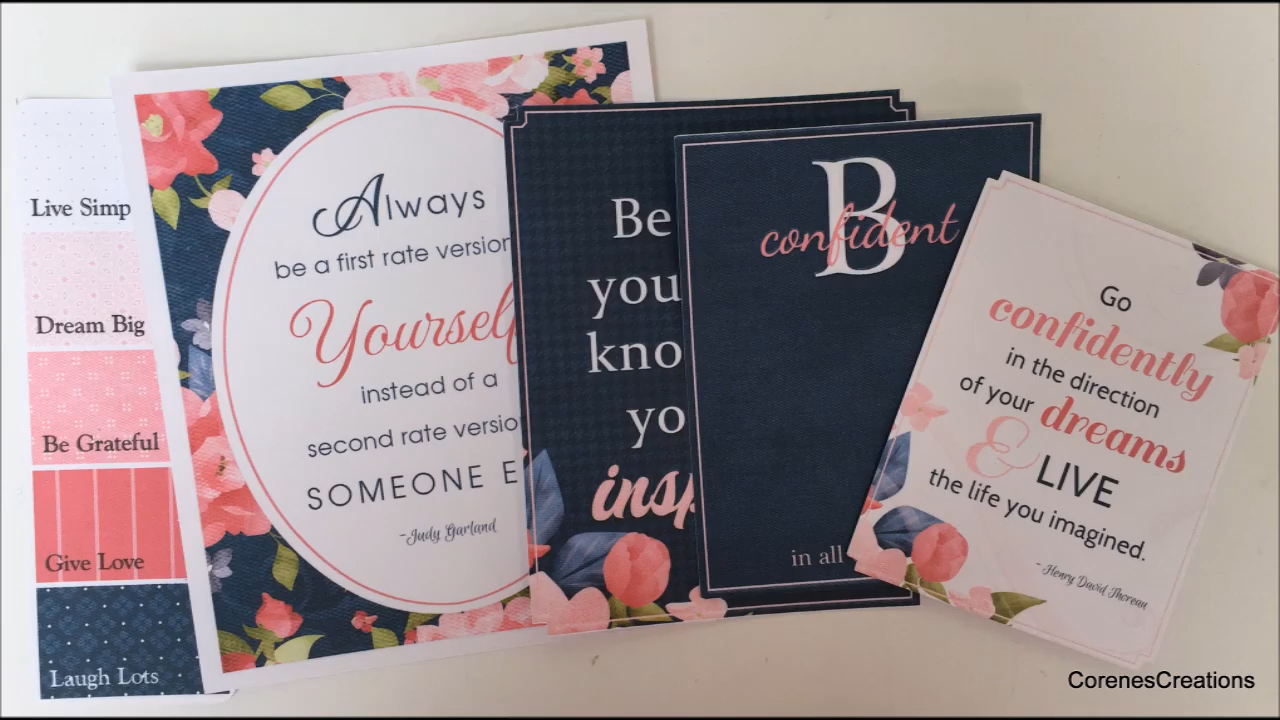 Live Simp
Dream Big
Be Grateful
Give Love
Laugh Lots
Always
be a first rate version
Yourself
instead of a
second rate versio
SOMEONE E
-Judy Garland
Be
you
kno
yo
insp
B
confident
in all
Go
confidently
in the direction
of your dreams
& LIVE
the life you imagined.
- Henry David Thoreau
CorenesCreations